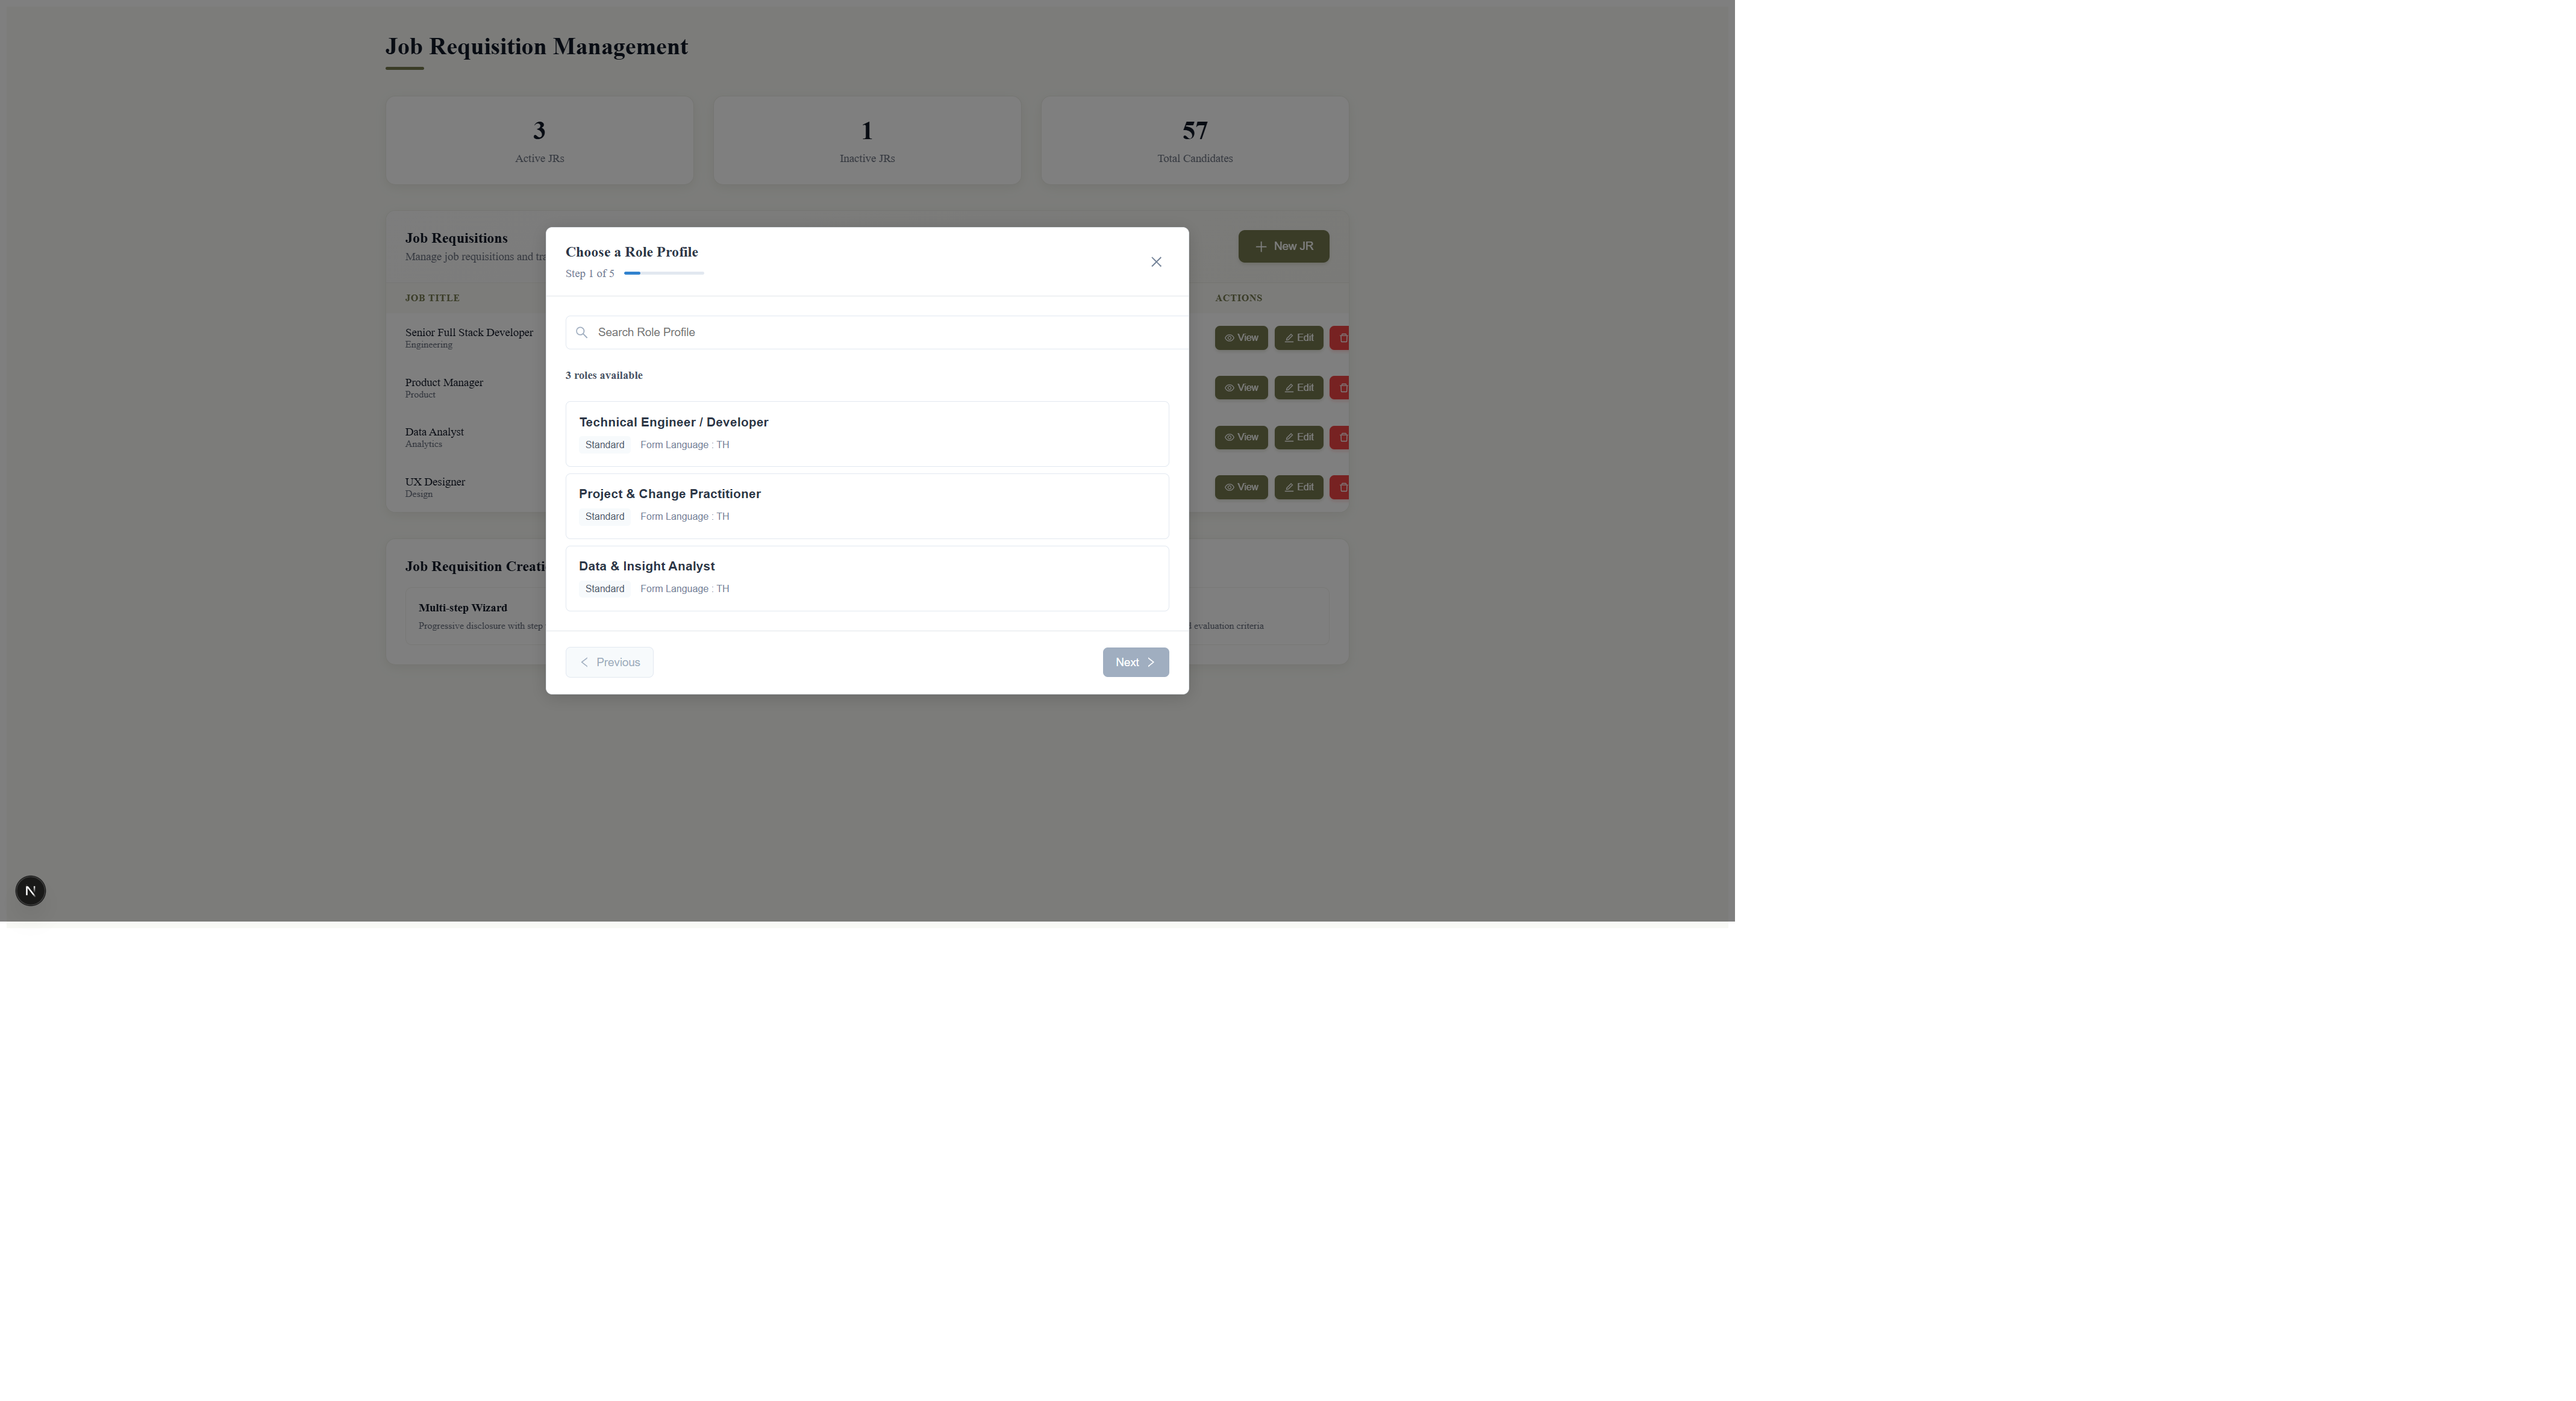 Job Requisition Management
3
Active JRs
1
Inactive JRs
57
Total Candidates
Job Requisitions
Manage job requisitions and tra
New JR
JOB TITLE
ACTIONS
Senior Full Stack Developer
Engineering
View
Edit
Product Manager
Product
View
Edit
Data Analyst
Analytics
View
Edit
UX Designer
Design
View
Edit
Job Requisition Creati
Multi-step Wizard
Progressive disclosure with step
evaluation criteria
Choose a Role Profile
Step 1 of 5
Search Role Profile
3 roles available
Technical Engineer / Developer
Standard Form Language : TH
Project & Change Practitioner
Standard Form Language : TH
Data & Insight Analyst
Standard Form Language : TH
Previous
Next
N